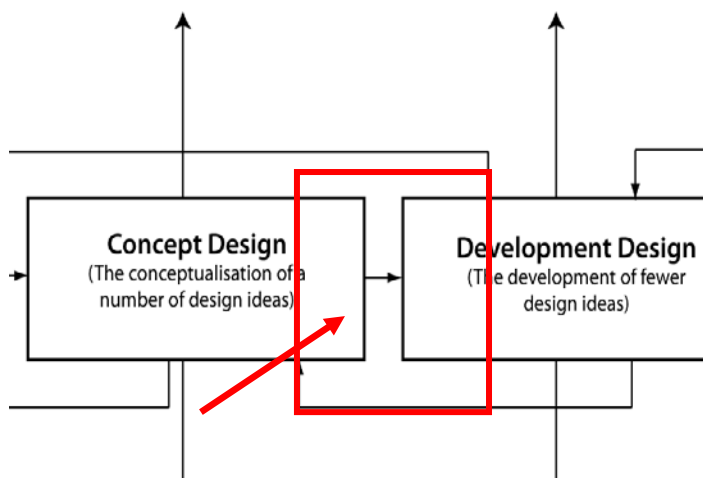 Concept Design
(The conceptualisation of a
number of design ideas)
Development Design
(The development of fewer
design ideas)